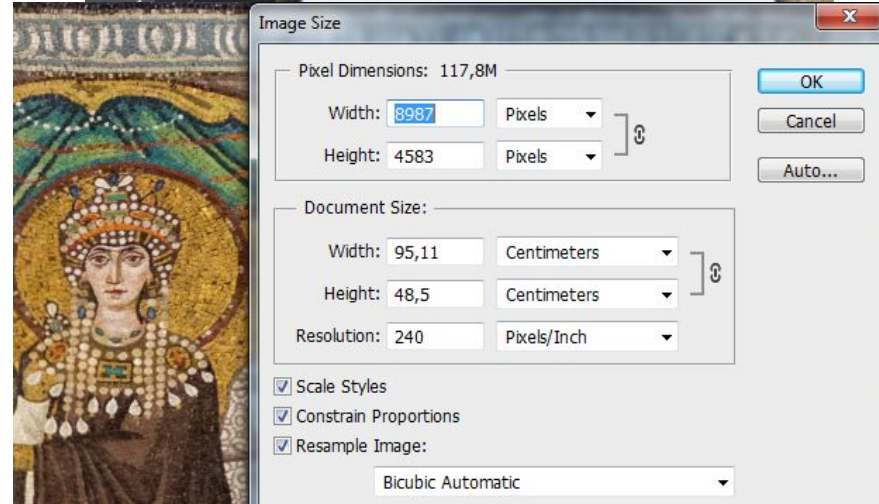 Image Size
Pixel Dimensions: 117,8M
Width: 8987 Pixels
Height: 4583 Pixels
OK
Cancel
Auto...
Document Size:
Width: 95,11 Centimeters
Height: 48,5 Centimeters
Resolution: 240 Pixels/Inch
Scale Styles
Constrain Proportions
Resample Image:
Bicubic Automatic